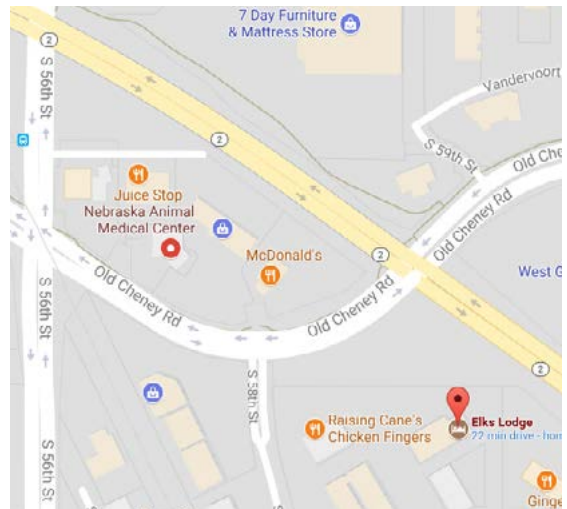 7 Day Furniture
& Mattress Store
2
S 56th St
Vandervoort
2
S 59th St
Old Che
Juice Stop
Nebraska Animal
Medical Center
McDonald's
2
Old Cheney Rd
West G
Old Cheney Rd
Old Cheney Rd
S 56th St
2
S 58th St
Raising Cane's
Chicken Fingers
Elks Lodge
22 min drive - hom
S 56th St
Ginge